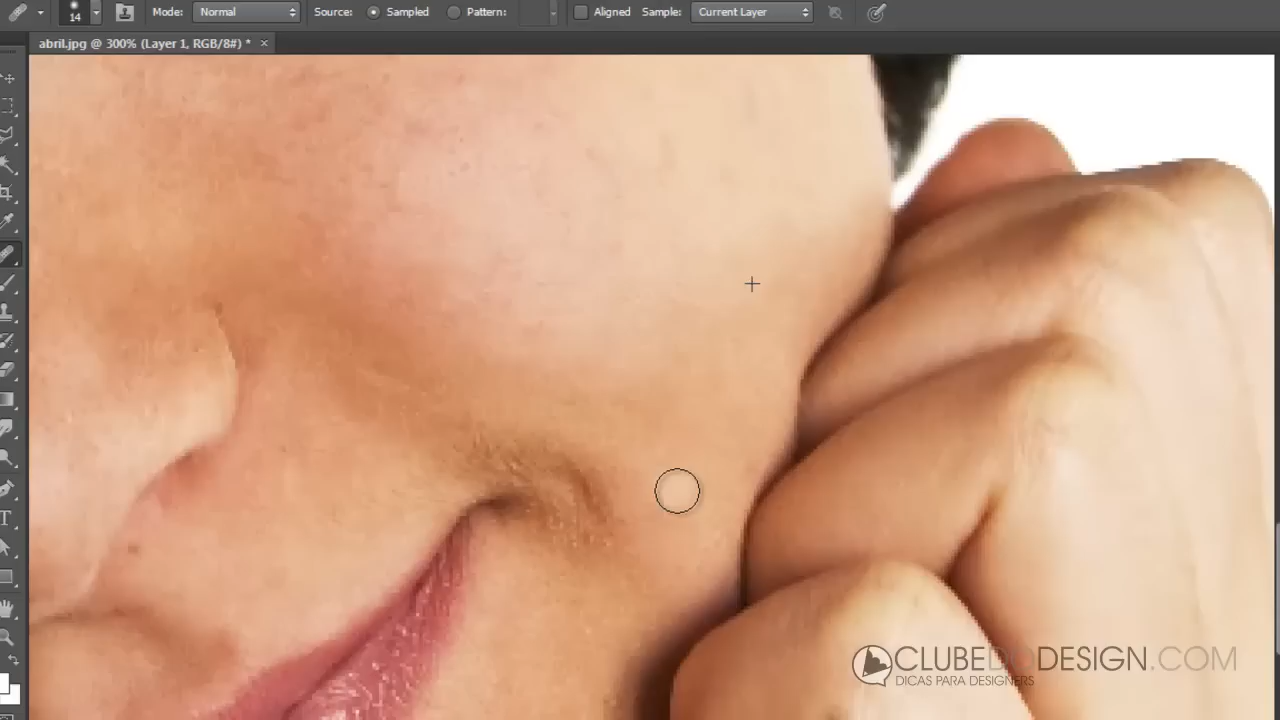 Mode: Normal Source: Sampled Pattern: Aligned Sample: Current Layer
14
abril.jpg @ 300% (Layer 1, RGB/8#) * ×
T
CLUBEDODESIGN.COM
DICAS PARA DESIGNERS